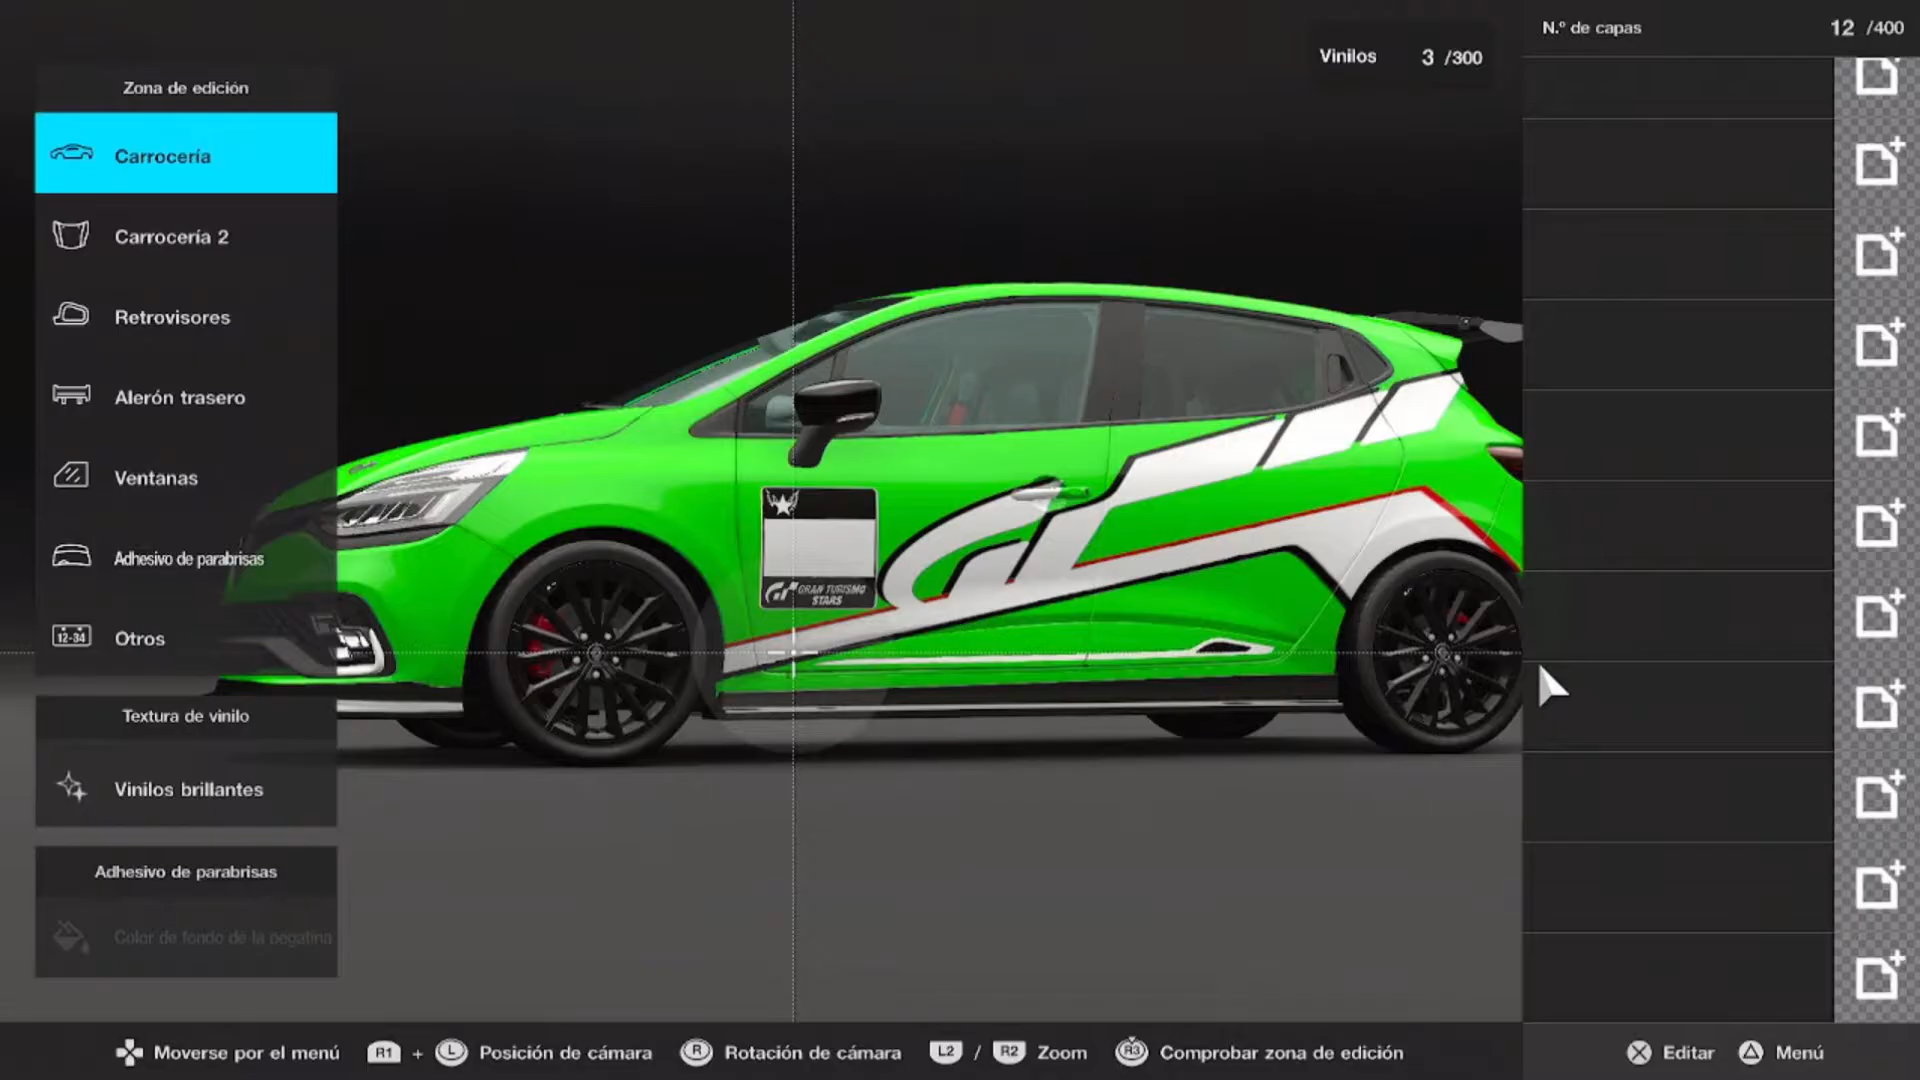 N.º de capas 12 /400
Vinilos 3 /300
Zona de edición
Carrocería
Carrocería 2
Retrovisores
Alerón trasero
Ventanas
Adhesivo de parabrisas
12-34 Otros
Textura de vinilo
Vinilos brillantes
Adhesivo de parabrisas
Color de fondo de la pegatina
GT GRAN TURISMO
STARS
GT
Moverse por el menú R1 + L Posición de cámara R Rotación de cámara L2 / R2 Zoom R3 Comprobar zona de edición Editar Menú